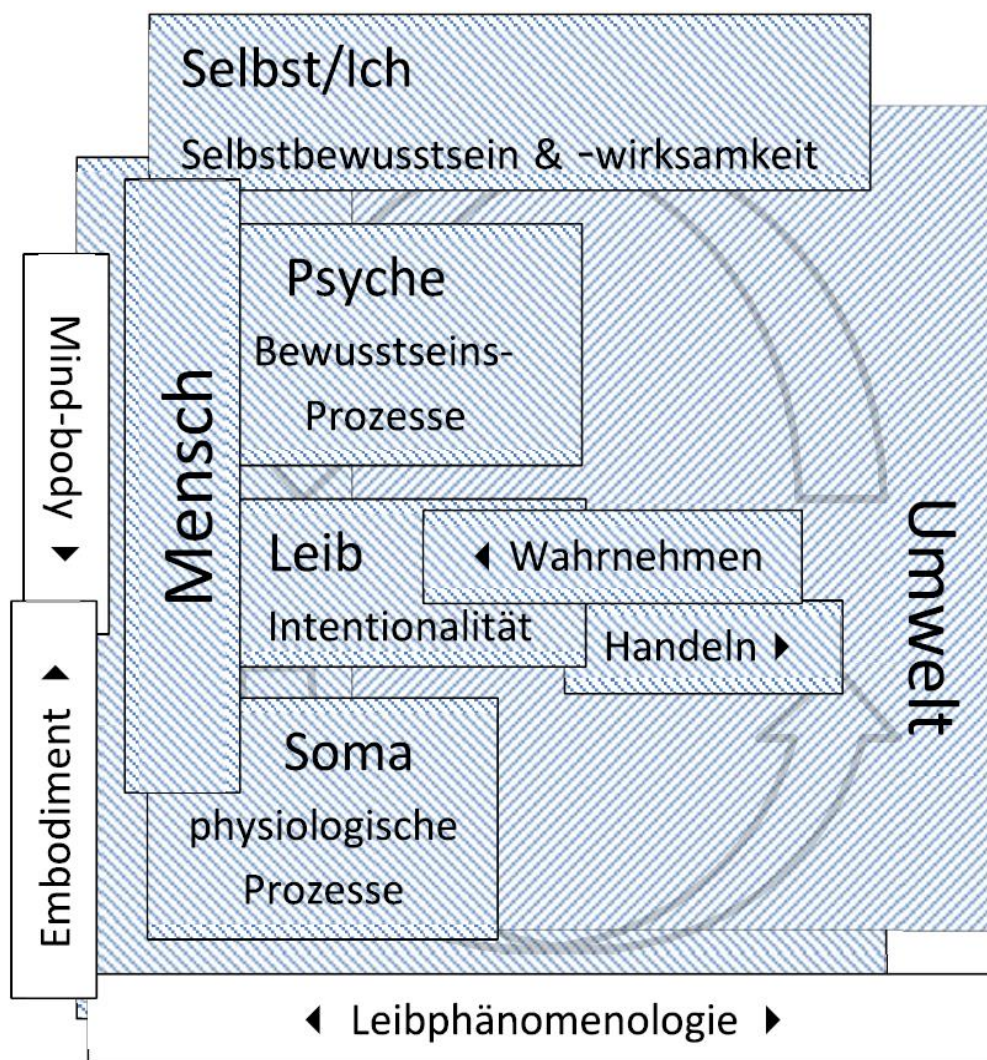 Selbst/Ich
Selbstbewusstsein & -wirksamkeit
Mind-body ▶
Embodiment ▶
Mensch
Psyche
Bewusstseins-
Prozesse
Leib
Intentionalität
◀ Wahrnehmen
Handeln ▶
Soma
physiologische
Prozesse
Umwelt
◀ Leibphänomenologie ▶